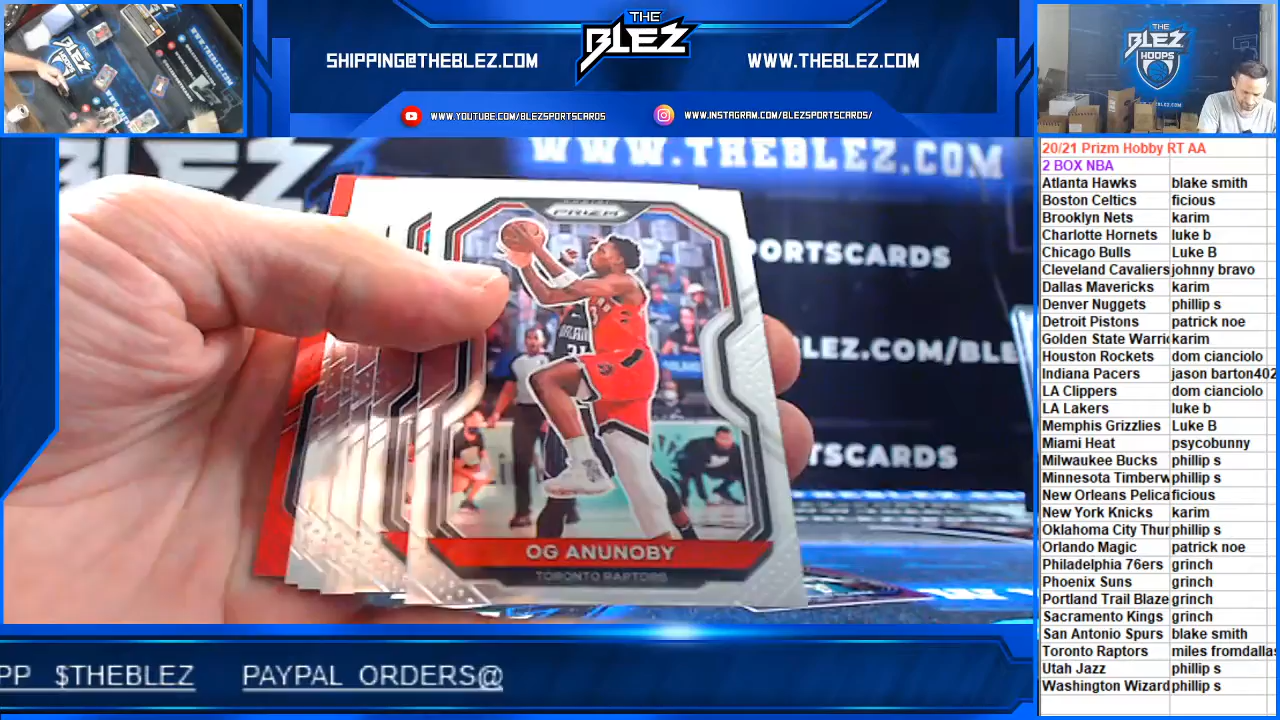 THE
BLEZ
SHIPPING@THEBLEZ.COM
WWW.THEBLEZ.COM
WWW.YOUTUBE.COM/BLEZSPORTSCARDS
WWW.INSTAGRAM.COM/BLEZSPORTSCARDS/
THE
BLEZ
HOOPS
BLEZ
WWW.THEBLEZ.COM
PORTSCARDS
LEZ.COM/BLE
TSCARDS
PRIZM
OG ANUNOBY
TORONTO RAPTORS
PP $THEBLEZ PAYPAL ORDERS@
20/21 Prizm Hobby RT AA
2 BOX NBA
Atlanta Hawks blake smith
Boston Celtics ficious
Brooklyn Nets karim
Charlotte Hornets luke b
Chicago Bulls Luke B
Cleveland Cavaliers johnny bravo
Dallas Mavericks karim
Denver Nuggets phillip s
Detroit Pistons patrick noe
Golden State Warric karim
Houston Rockets dom cianciolo
Indiana Pacers jason barton402
LA Clippers dom cianciolo
LA Lakers luke b
Memphis Grizzlies Luke B
Miami Heat psycobunny
Milwaukee Bucks phillip s
Minnesota Timberw phillip s
New Orleans Pelica ficious
New York Knicks karim
Oklahoma City Thun phillip s
Orlando Magic patrick noe
Philadelphia 76ers grinch
Phoenix Suns grinch
Portland Trail Blaze grinch
Sacramento Kings grinch
San Antonio Spurs blake smith
Toronto Raptors miles fromdallas
Utah Jazz phillip s
Washington Wizard phillip s